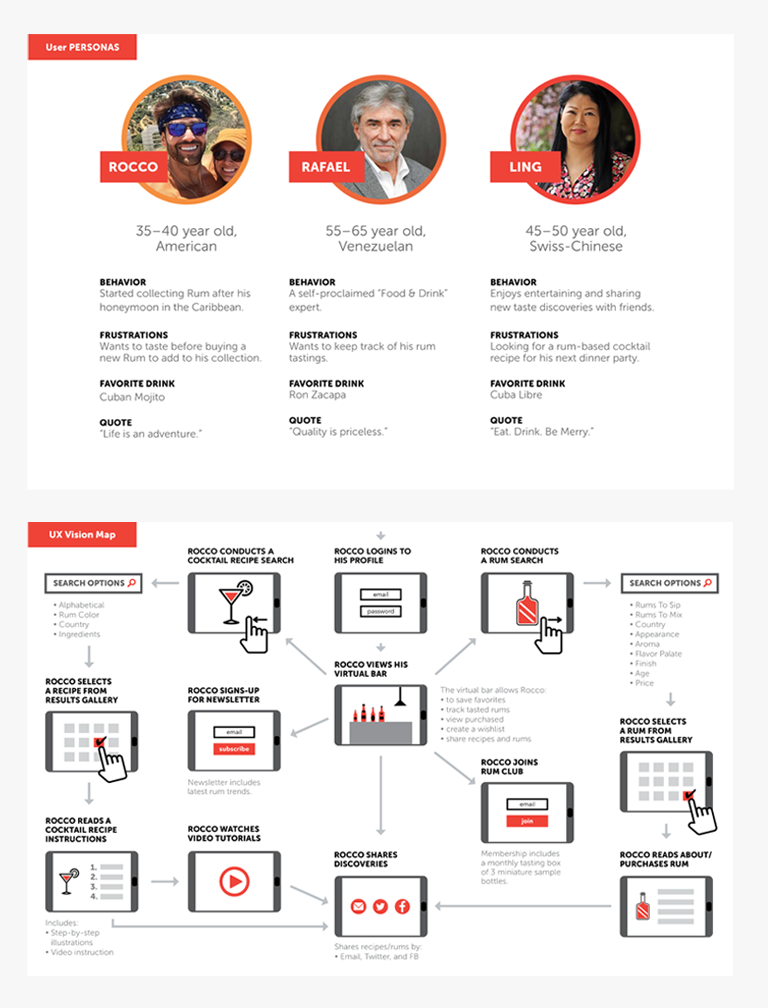 User PERSONAS
ROCCO
35–40 year old,
American
BEHAVIOR
Started collecting Rum after his
honeymoon in the Caribbean.
FRUSTRATIONS
Wants to taste before buying a
new Rum to add to his collection.
FAVORITE DRINK
Cuban Mojito
QUOTE
“Life is an adventure.”
RAFAEL
55–65 year old,
Venezuelan
BEHAVIOR
A self-proclaimed “Food & Drink”
expert.
FRUSTRATIONS
Wants to keep track of his rum
tastings.
FAVORITE DRINK
Ron Zacapa
QUOTE
“Quality is priceless.”
LING
45–50 year old,
Swiss-Chinese
BEHAVIOR
Enjoys entertaining and sharing
new taste discoveries with friends.
FRUSTRATIONS
Looking for a rum-based cocktail
recipe for his next dinner party.
FAVORITE DRINK
Cuba Libre
QUOTE
“Eat. Drink. Be Merry.”
UX Vision Map
ROCCO LOGINS TO
HIS PROFILE
email
password
ROCCO VIEWS HIS
VIRTUAL BAR
The virtual bar allows Rocco:
• to save favorites
• track tasted rums
• view purchased
• create a wishlist
• share recipes and rums
ROCCO CONDUCTS A
COCKTAIL RECIPE SEARCH
SEARCH OPTIONS
• Alphabetical
• Rum Color
• Country
• Ingredients
ROCCO SELECTS
A RECIPE FROM
RESULTS GALLERY
ROCCO READS A
COCKTAIL RECIPE
INSTRUCTIONS
1.
2.
3.
4.
Includes:
• Step-by-step
illustrations
• Video instruction
ROCCO WATCHES
VIDEO TUTORIALS
ROCCO SIGNS-UP
FOR NEWSLETTER
email
subscribe
Newsletter includes
latest rum trends.
ROCCO CONDUCTS
A RUM SEARCH
SEARCH OPTIONS
• Rums To Sip
• Rums To Mix
• Country
• Appearance
• Aroma
• Flavor Palate
• Finish
• Age
• Price
ROCCO SELECTS
A RUM FROM
RESULTS GALLERY
ROCCO READS ABOUT/
PURCHASES RUM
ROCCO JOINS
RUM CLUB
email
join
Membership includes
a monthly tasting box
of 3 miniature sample
bottles.
ROCCO SHARES
DISCOVERIES
Shares recipes/rums by:
• Email, Twitter, and FB